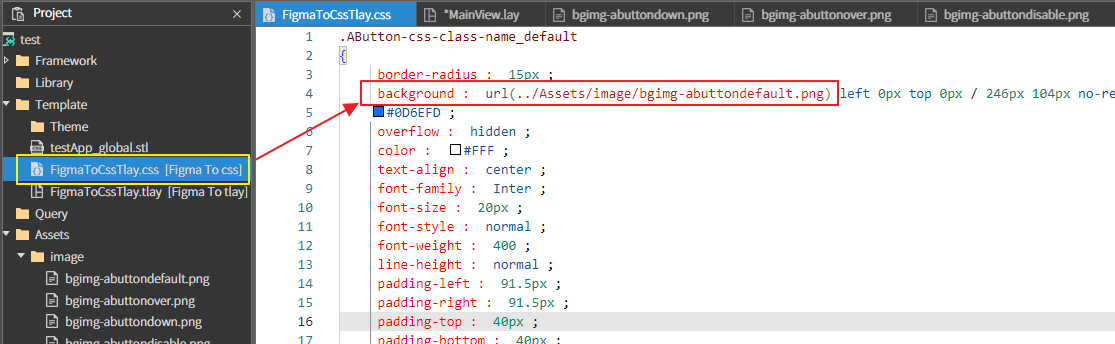 Project
test
Framework
Library
Template
Theme
testApp_global.stl
FigmaToCssTlay.css [Figma To css]
FigmaToCssTlay.tlay [Figma To tlay]
Query
Assets
image
bgimg-abuttondefault.png
bgimg-abuttonover.png
bgimg-abuttondown.png
bgimg-abuttondisable.png
FigmaToCssTlay.css
*MainView.lay
bgimg-abuttondown.png
bgimg-abuttonover.png
bgimg-abuttondisable.png
1 .AButton-css-class-name_default
2 {
3 border-radius : 15px ;
4 background : url(../Assets/image/bgimg-abuttondefault.png) left 0px top 0px / 246px 104px no-re
5 #0D6EFD ;
6 overflow : hidden ;
7 color : #FFF ;
8 text-align : center ;
9 font-family : Inter ;
10 font-size : 20px ;
11 font-style : normal ;
12 font-weight : 400 ;
13 line-height : normal ;
14 padding-left : 91.5px ;
15 padding-right : 91.5px ;
16 padding-top : 40px ;
17 padding-bottom : 40px ;